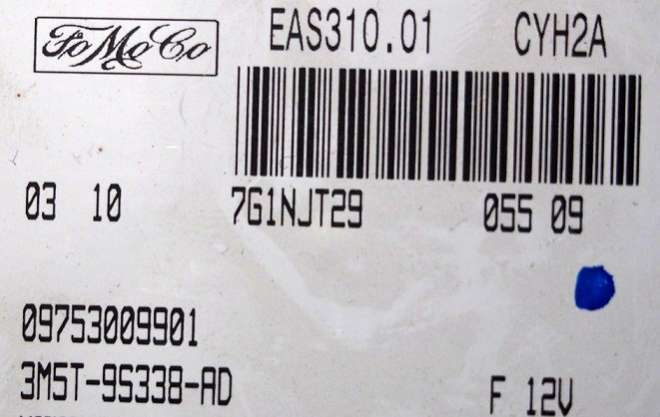 FoMoCo EAS310.01 CYH2A
03 10 7G1NJT29 055 09
09753009901
3M5T-9S338-AD F 12V